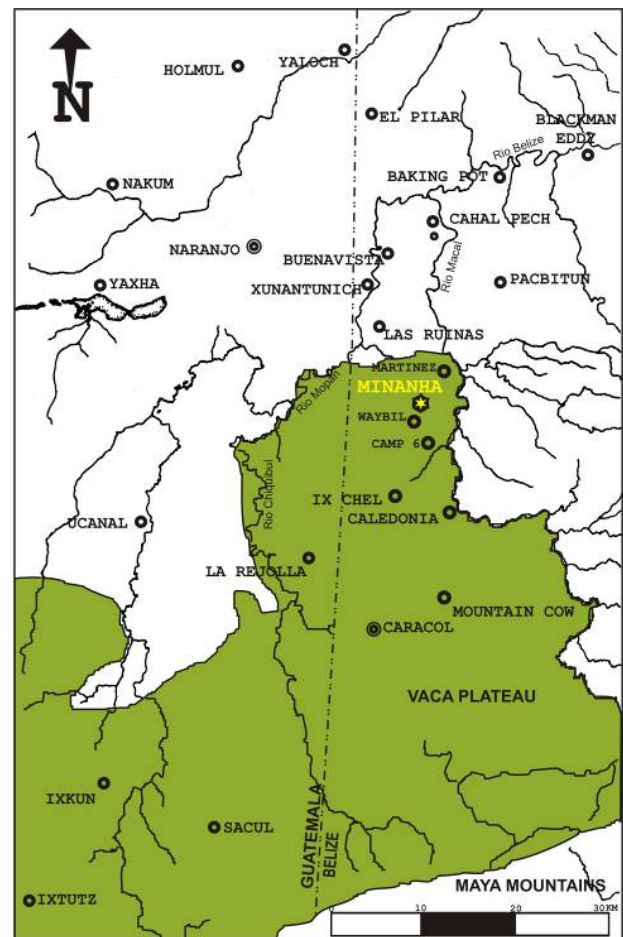 YALOCH
HOLMUL
N
EL PILAR
BLACKMAN
EDDY
Rio Belize
BAKING POT
NAKUM
CAHAL PECH
NARANJO
BUENAVISTA
Rio Macal
YAXHA
XUNANTUNICH
PACBITUN
LAS RUINAS
MARTINEZ
MINANHA
Rio Mopan
WAYBIL
CAMP 6
Rio Chiquibul
IX CHEL
UCANAL
CALEDONIA
LA REJOLLA
MOUNTAIN COW
CARACOL
VACA PLATEAU
IXKUN
SACUL
GUATEMALA
BELIZE
MAYA MOUNTAINS
IXTUTZ
0 10 20 30KM